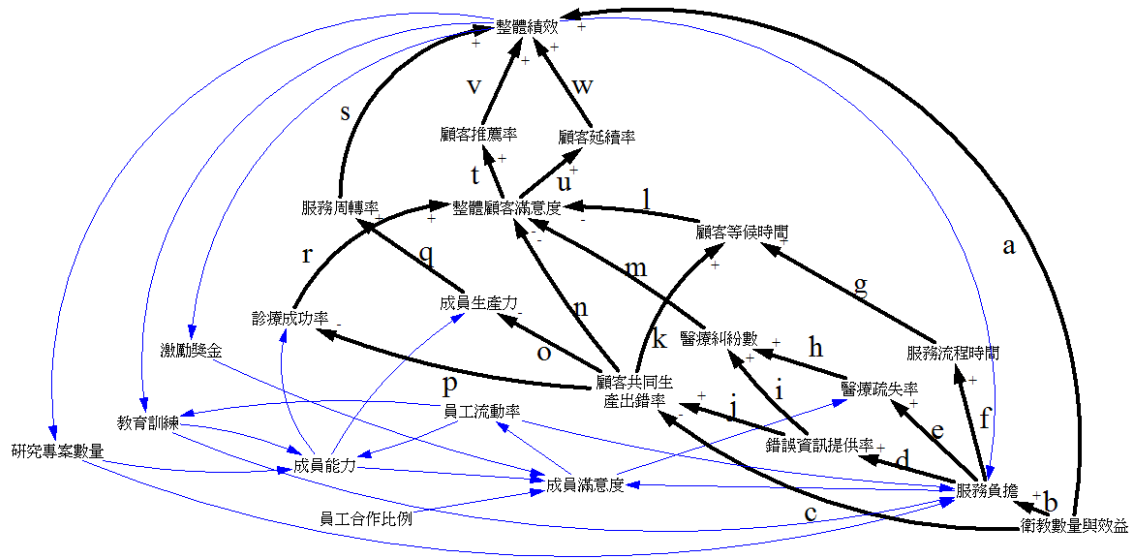 整體績效
+
+
+
+
v
w
s
顧客推薦率
顧客延續率
+
+
t
u
服務周轉率
整體顧客滿意度
l
+
+
-
顧客等候時間
a
- -
+
+
r
q
m
g
n
k
成員生產力
-
診療成功率
-
醫療糾紛數
激勵獎金
o
h
服務流程時間
+
+
+
顧客共同生
產出錯率
醫療疏失率
p
+
-
j
i
f
教育訓練
員工流動率
+
e
錯誤資訊提供率
+
研究專案數量
成員能力
d
成員滿意度
服務負擔
+
b
員工合作比例
c
衛教數量與效益